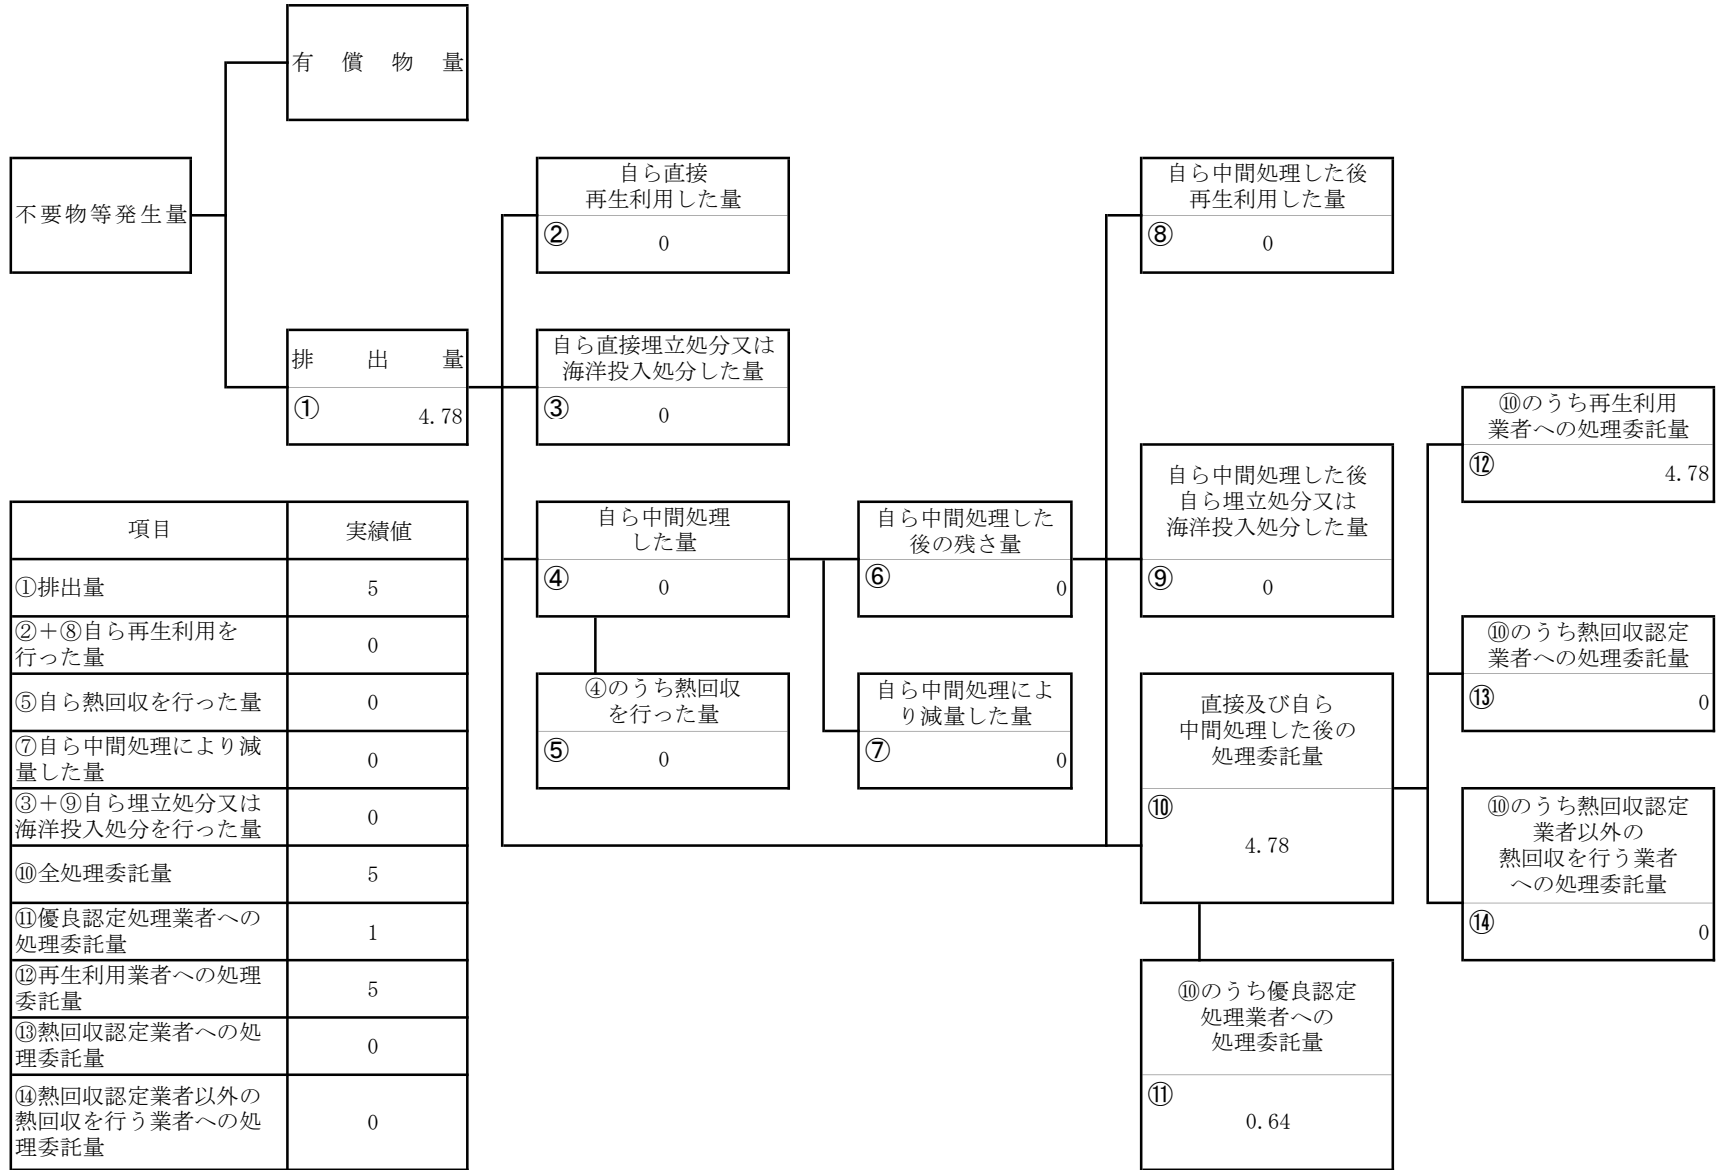 有償物量
不要物等発生量
自ら直接
再生利用した量
②
0
自ら中間処理した後
再生利用した量
⑧
0
排出量
①
4.78
自ら直接埋立処分又は
海洋投入処分した量
③
0
⑩のうち再生利用
業者への処理委託量
⑫
4.78
自ら中間処理した後
自ら埋立処分又は
海洋投入処分した量
⑨
0
自ら中間処理
した量
④
0
自ら中間処理した
後の残さ量
⑥
0
⑩のうち熱回収認定
業者への処理委託量
⑬
0
④のうち熱回収
を行った量
⑤
0
自ら中間処理によ
り減量した量
⑦
0
直接及び自ら
中間処理した後の
処理委託量
⑩
4.78
⑩のうち熱回収認定
業者以外の
熱回収を行う業者
への処理委託量
⑭
0
⑩のうち優良認定
処理業者への
処理委託量
⑪
0.64
項目
実績値
①排出量
5
②＋⑧自ら再生利用を
行った量
0
⑤自ら熱回収を行った量
0
⑦自ら中間処理により減
量した量
0
③＋⑨自ら埋立処分又は
海洋投入処分を行った量
0
⑩全処理委託量
5
⑪優良認定処理業者への
処理委託量
1
⑫再生利用業者への処理
委託量
5
⑬熱回収認定業者への処
理委託量
0
⑭熱回収認定業者以外の
熱回収を行う業者への処
理委託量
0